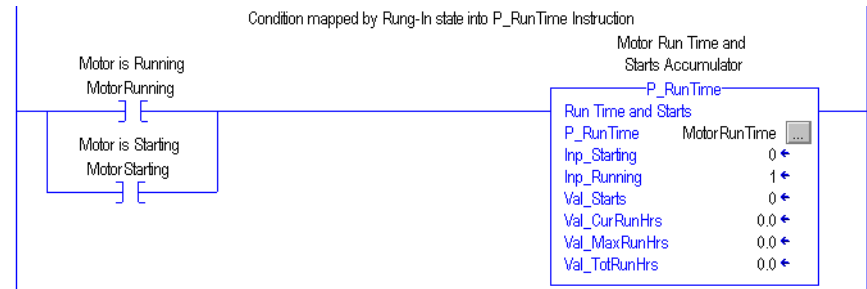 Condition mapped by Rung-In state into P_RunTime Instruction
Motor is Running
MotorRunning
Motor is Starting
MotorStarting
Motor Run Time and
Starts Accumulator
P_RunTime
Run Time and Starts
P_RunTime MotorRunTime ...
Inp_Starting 0
Inp_Running 1
Val_Starts 0
Val_CurRunHrs 0.0
Val_MaxRunHrs 0.0
Val_TotRunHrs 0.0